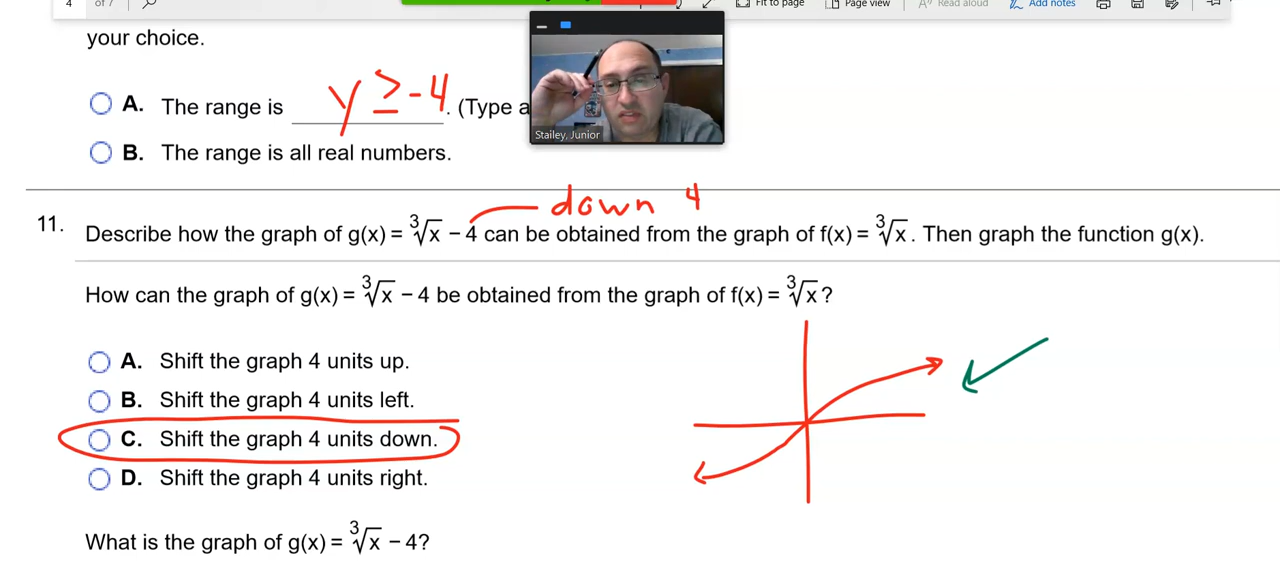 4 of 7 Fit to page Page view Read aloud Add notes
your choice.
A. The range is y ≥ -4. (Type a
B. The range is all real numbers.
Stailey, Junior
down 4
11. Describe how the graph of g(x) = ∛x − 4 can be obtained from the graph of f(x) = ∛x. Then graph the function g(x).
How can the graph of g(x) = ∛x − 4 be obtained from the graph of f(x) = ∛x?
A. Shift the graph 4 units up.
B. Shift the graph 4 units left.
C. Shift the graph 4 units down.
D. Shift the graph 4 units right.
What is the graph of g(x) = ∛x − 4?